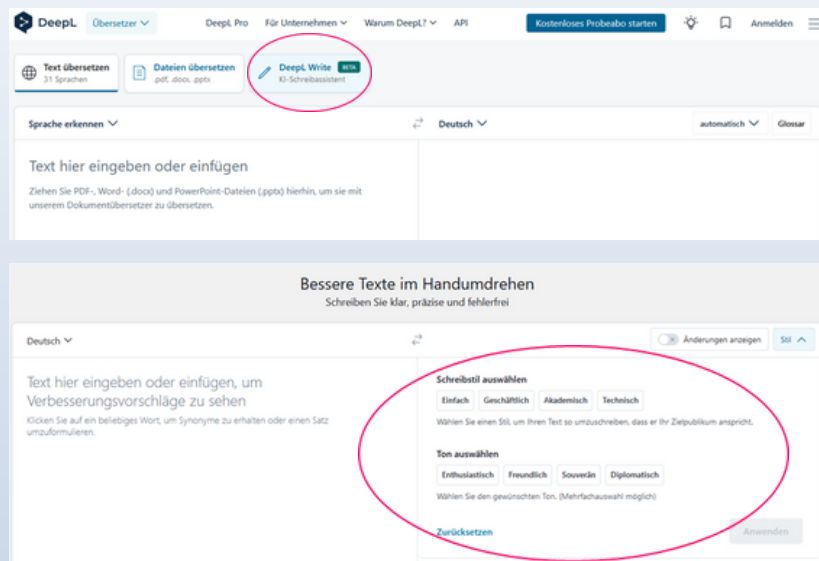 DeepL Übersetzer DeepL Pro Für Unternehmen Warum DeepL? API Kostenloses Probeabo starten Anmelden
Text übersetzen
31 Sprachen
Dateien übersetzen
.pdf, .docx, .pptx
DeepL Write BETA
KI-Schreibassistent
Sprache erkennen Deutsch automatisch Glossar
Text hier eingeben oder einfügen
Ziehen Sie PDF-, Word- (.docx) und PowerPoint-Dateien (.pptx) hierhin, um sie mit
unserem Dokumentübersetzer zu übersetzen.
Bessere Texte im Handumdrehen
Schreiben Sie klar, präzise und fehlerfrei
Deutsch Änderungen anzeigen Stil
Text hier eingeben oder einfügen, um
Verbesserungsvorschläge zu sehen
Klicken Sie auf ein beliebiges Wort, um Synonyme zu erhalten oder einen Satz
umzuformulieren.
Schreibstil auswählen
Einfach Geschäftlich Akademisch Technisch
Wählen Sie einen Stil, um Ihren Text so umzuschreiben, dass er Ihr Zielpublikum anspricht.
Ton auswählen
Enthusiastisch Freundlich Souverän Diplomatisch
Wählen Sie den gewünschten Ton. (Mehrfachauswahl möglich)
Zurücksetzen Anwenden